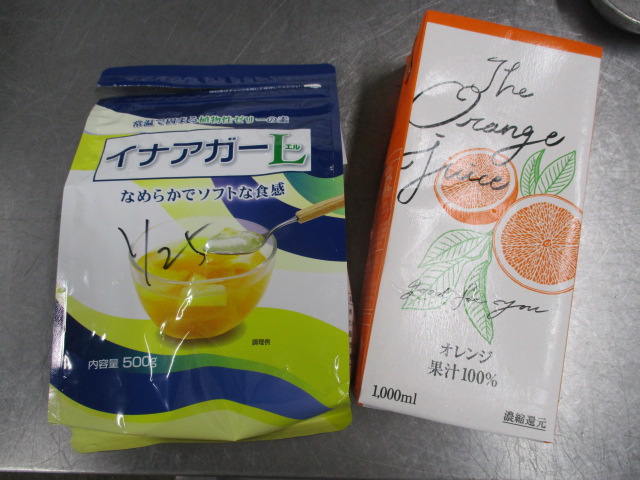 常温で固まる植物性ゼリーの素
イナアガーL
エル
なめらかでソフトな食感
1/25
調理例
内容量 500g
The
Orange
Juice
Good for you
オレンジ
果汁100%
1,000ml
濃縮還元